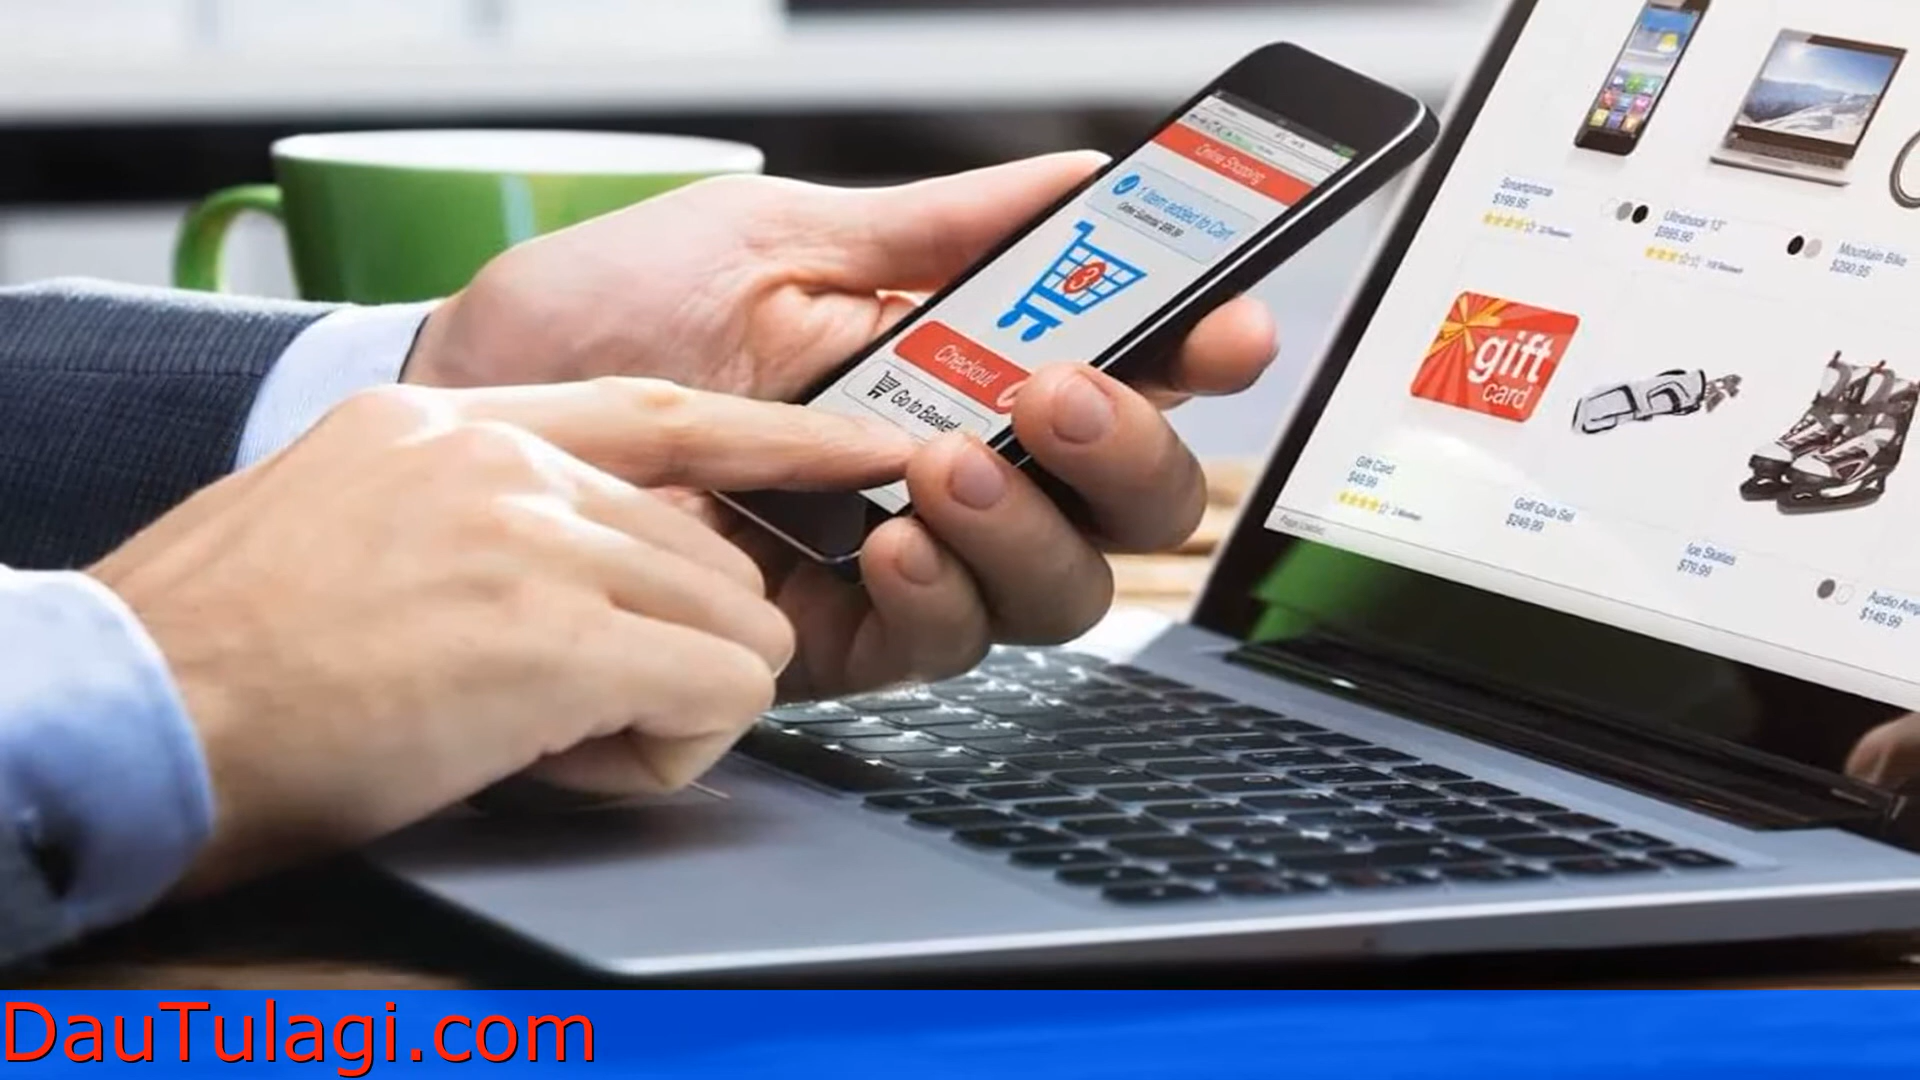 Online Shopping
1 item added to Cart
3
Checkout
Go to Basket
Smartphone
$199.95
Ultrabook 13"
$995.90
Mountain Bike
$290.95
gift
card
Gift Card
$49.99
Golf Club Set
$249.99
Ice Skates
$79.99
Audio Amp
$149.99
DauTulagi.com